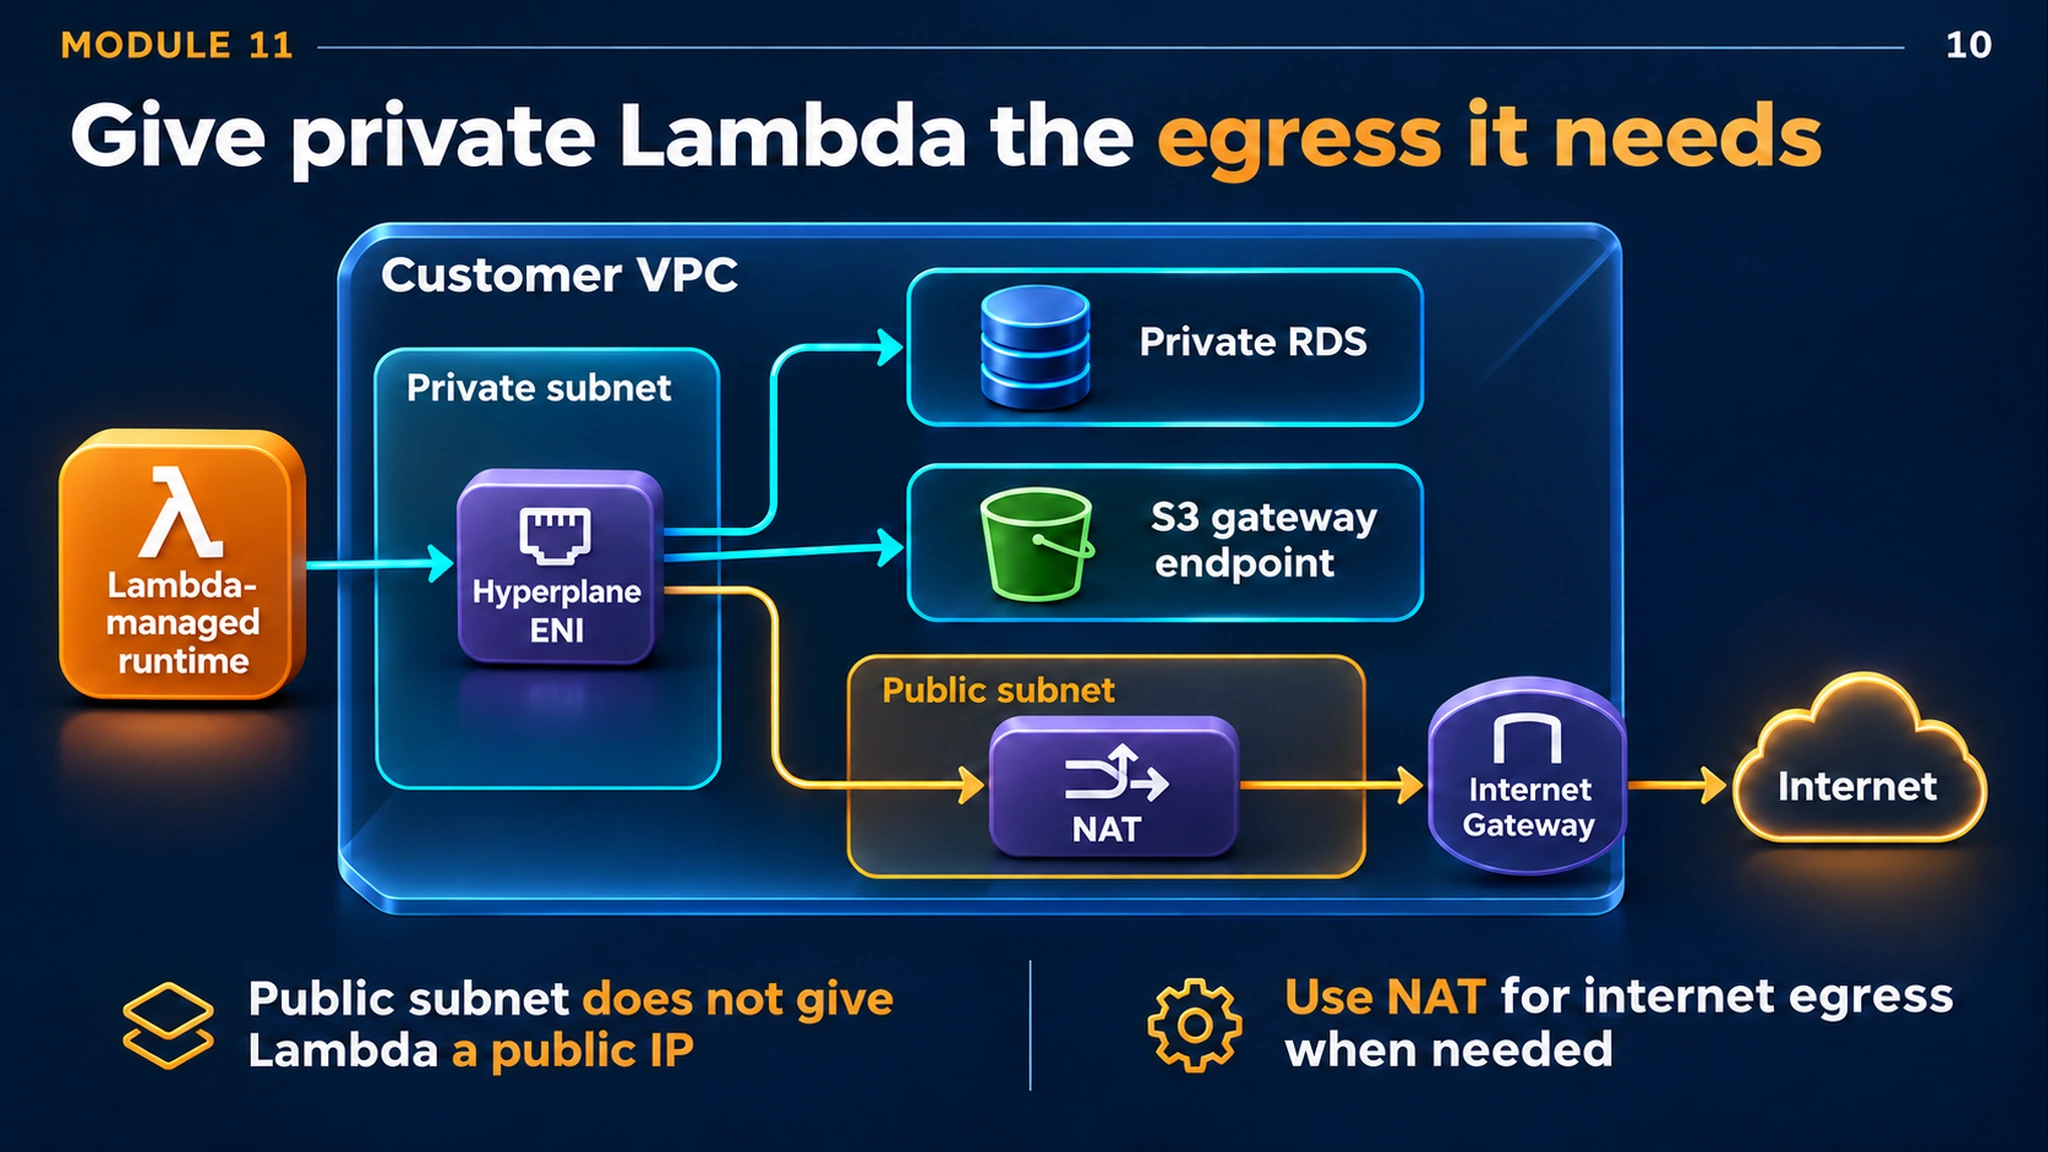 MODULE 11
10
Give private Lambda the egress it needs
Customer VPC
Private subnet
Lambda-
managed
runtime
Hyperplane
ENI
Private RDS
S3 gateway
endpoint
Public subnet
NAT
Internet
Gateway
Internet
Public subnet does not give
Lambda a public IP
Use NAT for internet egress
when needed